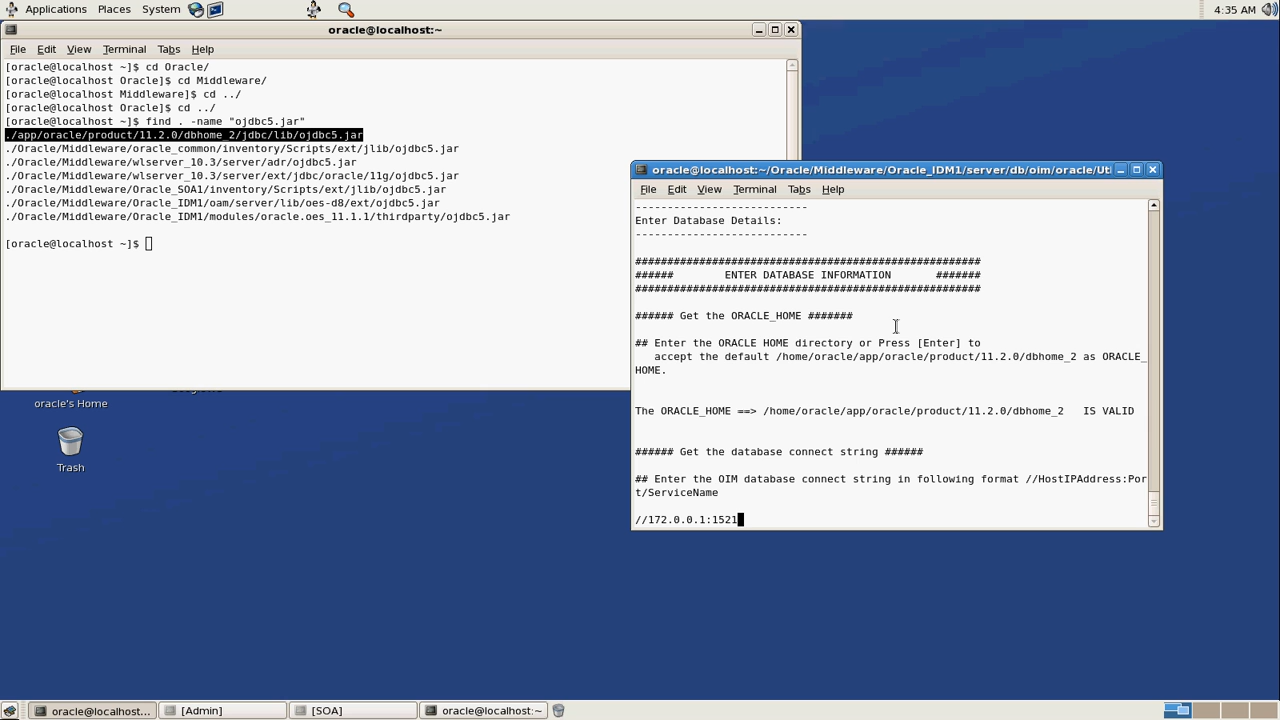 Applications Places System 4:35 AM
oracle@localhost:~
File Edit View Terminal Tabs Help
[oracle@localhost ~]$ cd Oracle/
[oracle@localhost Oracle]$ cd Middleware/
[oracle@localhost Middleware]$ cd ../
[oracle@localhost Oracle]$ cd ../
[oracle@localhost ~]$ find . -name "ojdbc5.jar"
./app/oracle/product/11.2.0/dbhome_2/jdbc/lib/ojdbc5.jar
./Oracle/Middleware/oracle_common/inventory/Scripts/ext/jlib/ojdbc5.jar
./Oracle/Middleware/wlserver_10.3/server/adr/ojdbc5.jar
./Oracle/Middleware/wlserver_10.3/server/ext/jdbc/oracle/11g/ojdbc5.jar
./Oracle/Middleware/Oracle_SOA1/inventory/Scripts/ext/jlib/ojdbc5.jar
./Oracle/Middleware/Oracle_IDM1/oam/server/lib/oes-d8/ext/ojdbc5.jar
./Oracle/Middleware/Oracle_IDM1/modules/oracle.oes_11.1.1/thirdparty/ojdbc5.jar
[oracle@localhost ~]$
oracle@localhost:~/Oracle/Middleware/Oracle_IDM1/server/db/oim/oracle/Uti
File Edit View Terminal Tabs Help
---------------------------
Enter Database Details:
---------------------------
######################################################
###### ENTER DATABASE INFORMATION #######
######################################################
###### Get the ORACLE_HOME #######
## Enter the ORACLE HOME directory or Press [Enter] to
accept the default /home/oracle/app/oracle/product/11.2.0/dbhome_2 as ORACLE_
HOME.
The ORACLE_HOME ==> /home/oracle/app/oracle/product/11.2.0/dbhome_2 IS VALID
###### Get the database connect string ######
## Enter the OIM database connect string in following format //HostIPAddress:Por
t/ServiceName
//172.0.0.1:1521
oracle's Home
Trash
oracle@localhost... [Admin] [SOA] oracle@localhost:~